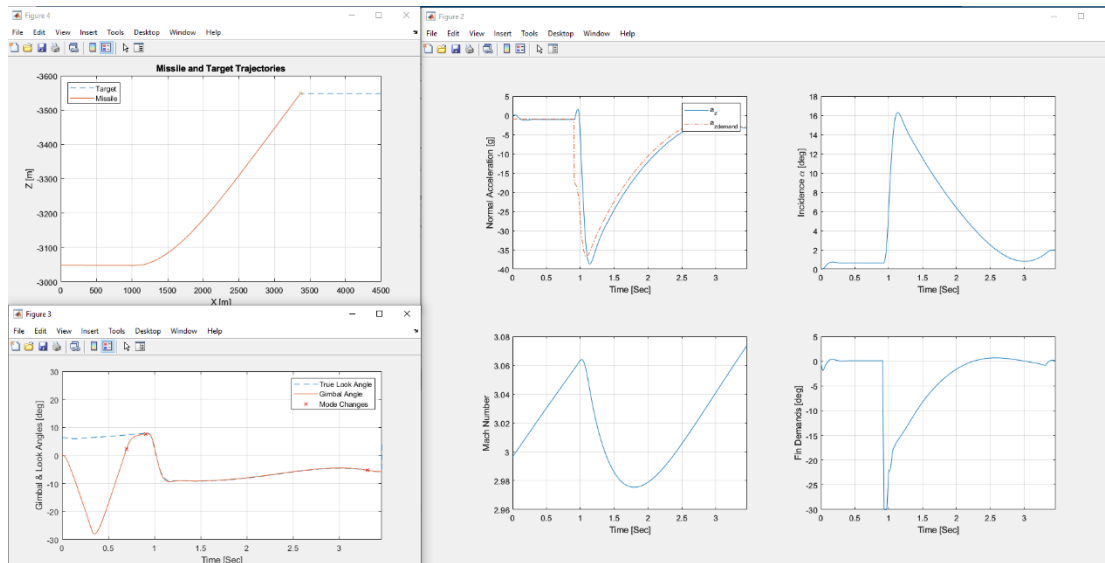 Figure 4
File Edit View Insert Tools Desktop Window Help
Missile and Target Trajectories
Target
Missile
Z [m]
-3600
-3500
-3400
-3300
-3200
-3100
-3000
0 500 1000 1500 2000 2500 3000 3500 4000 4500
X [m]
Figure 3
File Edit View Insert Tools Desktop Window Help
True Look Angle
Gimbal Angle
Mode Changes
Gimbal & Look Angles [deg]
30
20
10
0
-10
-20
-30
0 0.5 1 1.5 2 2.5 3
Time [Sec]
Figure 2
File Edit View Insert Tools Desktop Window Help
a_z
a_zdemand
Normal Acceleration [g]
5
0
-5
-10
-15
-20
-25
-30
-35
-40
0 0.5 1 1.5 2 2.5 3
Time [Sec]
Incidence α [deg]
18
16
14
12
10
8
6
4
2
0
0 0.5 1 1.5 2 2.5 3
Time [Sec]
Mach Number
3.08
3.06
3.04
3.02
3
2.98
2.96
0 0.5 1 1.5 2 2.5 3
Time [Sec]
Fin Demands [deg]
5
0
-5
-10
-15
-20
-25
-30
0 0.5 1 1.5 2 2.5 3
Time [Sec]